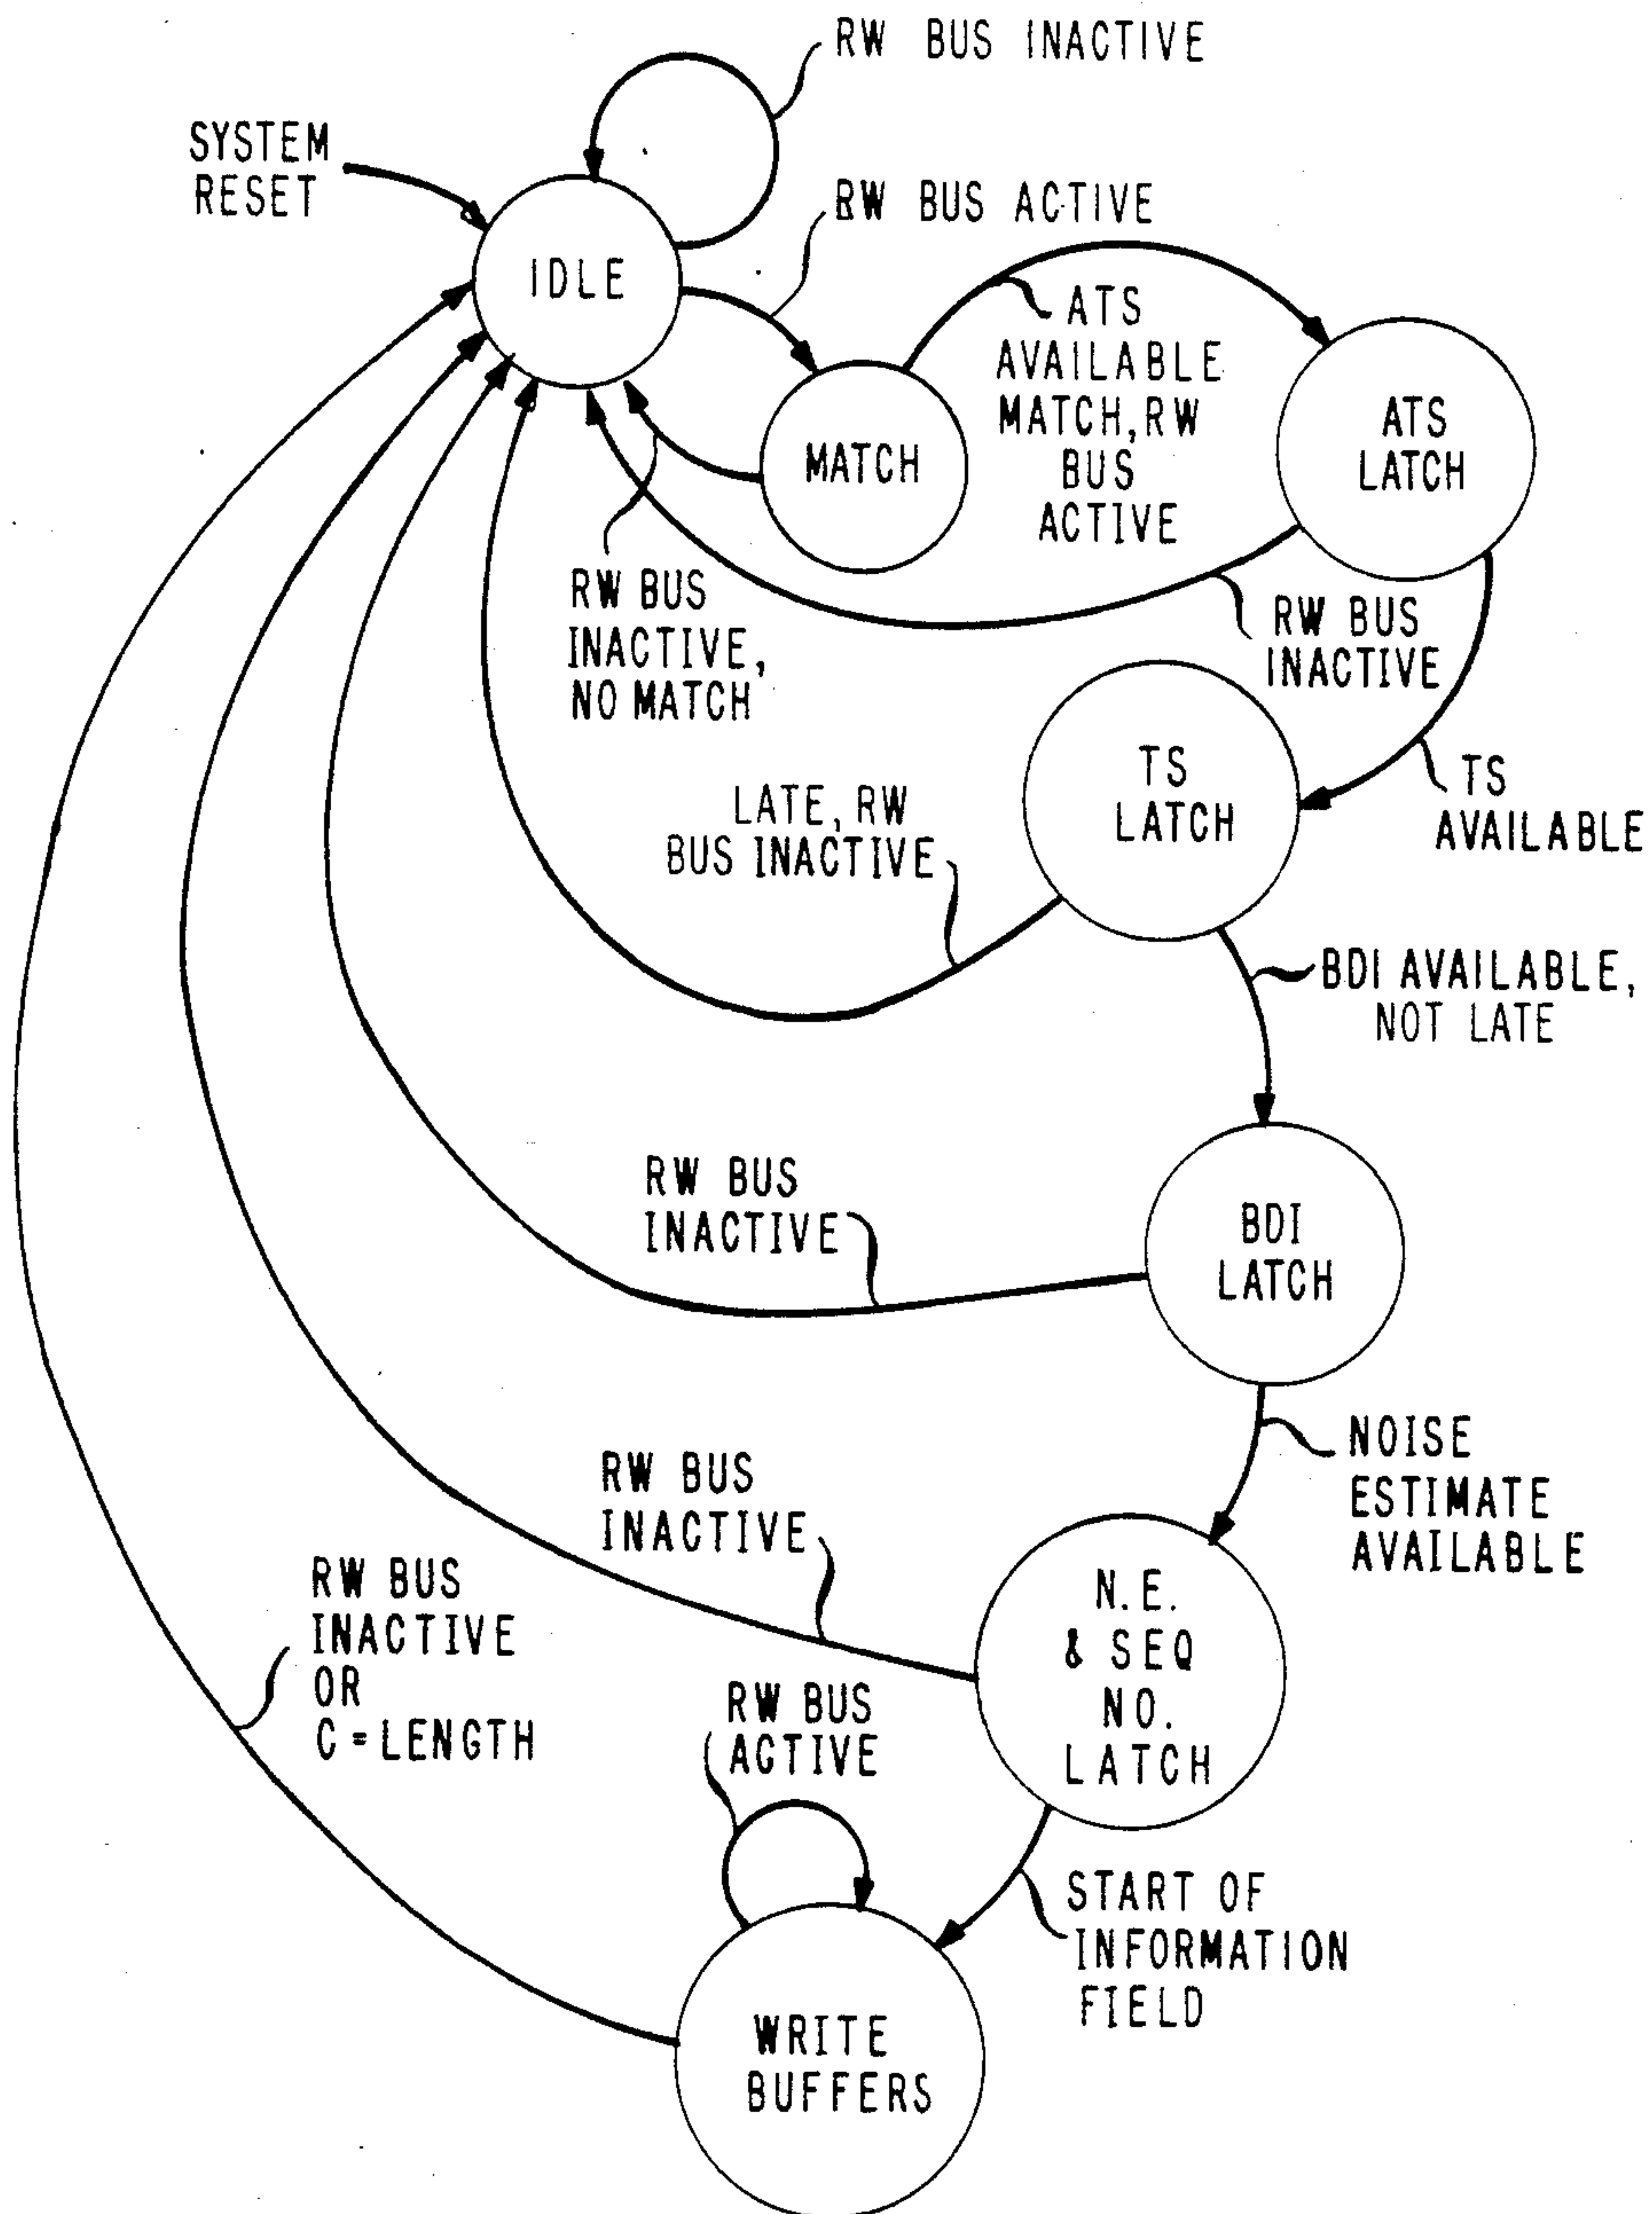 RW BUS INACTIVE
SYSTEM
RESET
RW BUS ACTIVE
IDLE
ATS
AVAILABLE
MATCH, RW
BUS
ACTIVE
MATCH
ATS
LATCH
RW BUS
INACTIVE,
NO MATCH
RW BUS
INACTIVE
TS
LATCH
TS
AVAILABLE
LATE, RW
BUS INACTIVE
BDI AVAILABLE,
NOT LATE
RW BUS
INACTIVE
BDI
LATCH
NOISE
ESTIMATE
AVAILABLE
RW BUS
INACTIVE
RW BUS
INACTIVE
OR
C = LENGTH
N.E.
& SEQ
NO.
LATCH
RW BUS
ACTIVE
START OF
INFORMATION
FIELD
WRITE
BUFFERS